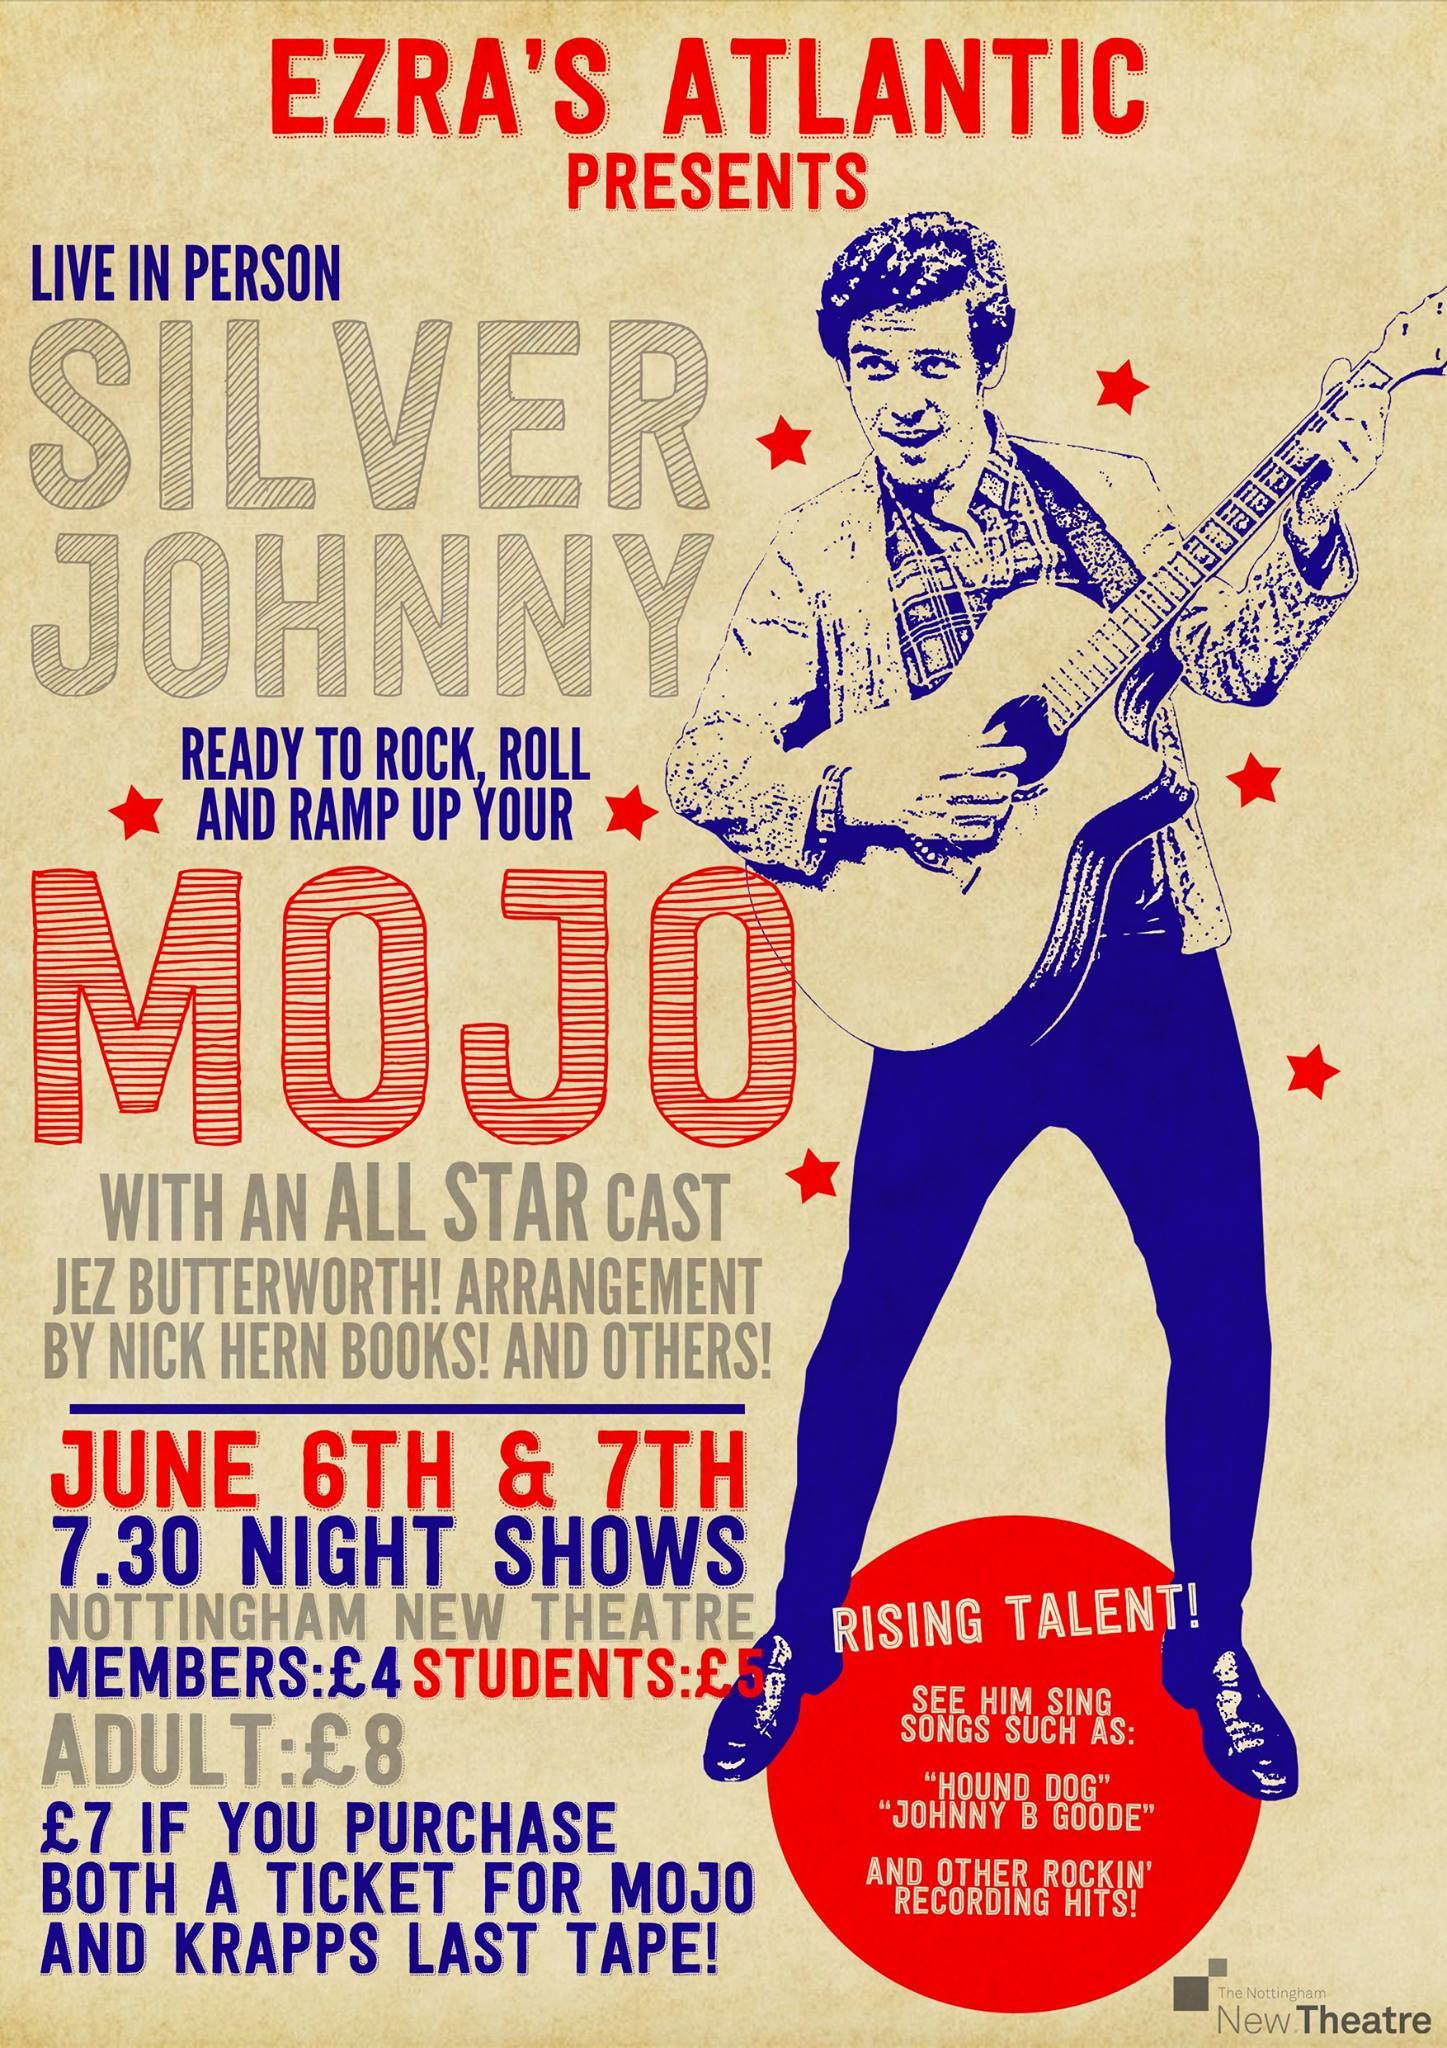 EZRA'S ATLANTIC
PRESENTS
LIVE IN PERSON
SILVER
JOHNNY
READY TO ROCK, ROLL
AND RAMP UP YOUR
MOJO
WITH AN ALL STAR CAST
JEZ BUTTERWORTH! ARRANGEMENT
BY NICK HERN BOOKS! AND OTHERS!
JUNE 6TH & 7TH
7.30 NIGHT SHOWS
NOTTINGHAM NEW THEATRE
MEMBERS:£4 STUDENTS:£5
ADULT:£8
£7 IF YOU PURCHASE
BOTH A TICKET FOR MOJO
AND KRAPPS LAST TAPE!
RISING TALENT!
SEE HIM SING
SONGS SUCH AS:
"HOUND DOG"
"JOHNNY B GOODE"
AND OTHER ROCKIN'
RECORDING HITS!
The Nottingham
New Theatre